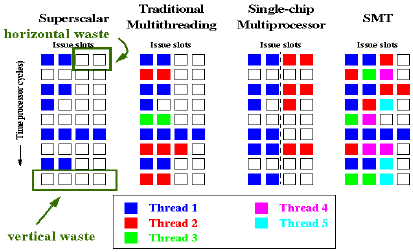 Superscalar
horizontal waste
Traditional
Multithreading
Single-chip
Multiprocessor
SMT
Issue slots
Issue slots
Issue slots
Issue slots
Time processor cycles)
vertical waste
Thread 1
Thread 2
Thread 3
Thread 4
Thread 5